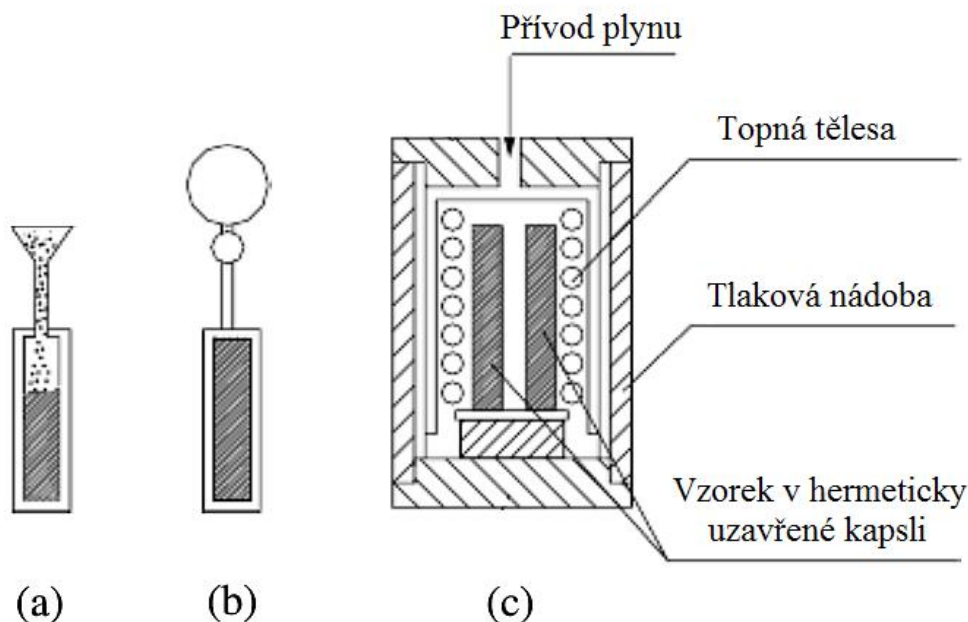 Přívod plynu
Topná tělesa
Tlaková nádoba
Vzorek v hermeticky
uzavřené kapsli
(a)
(b)
(c)